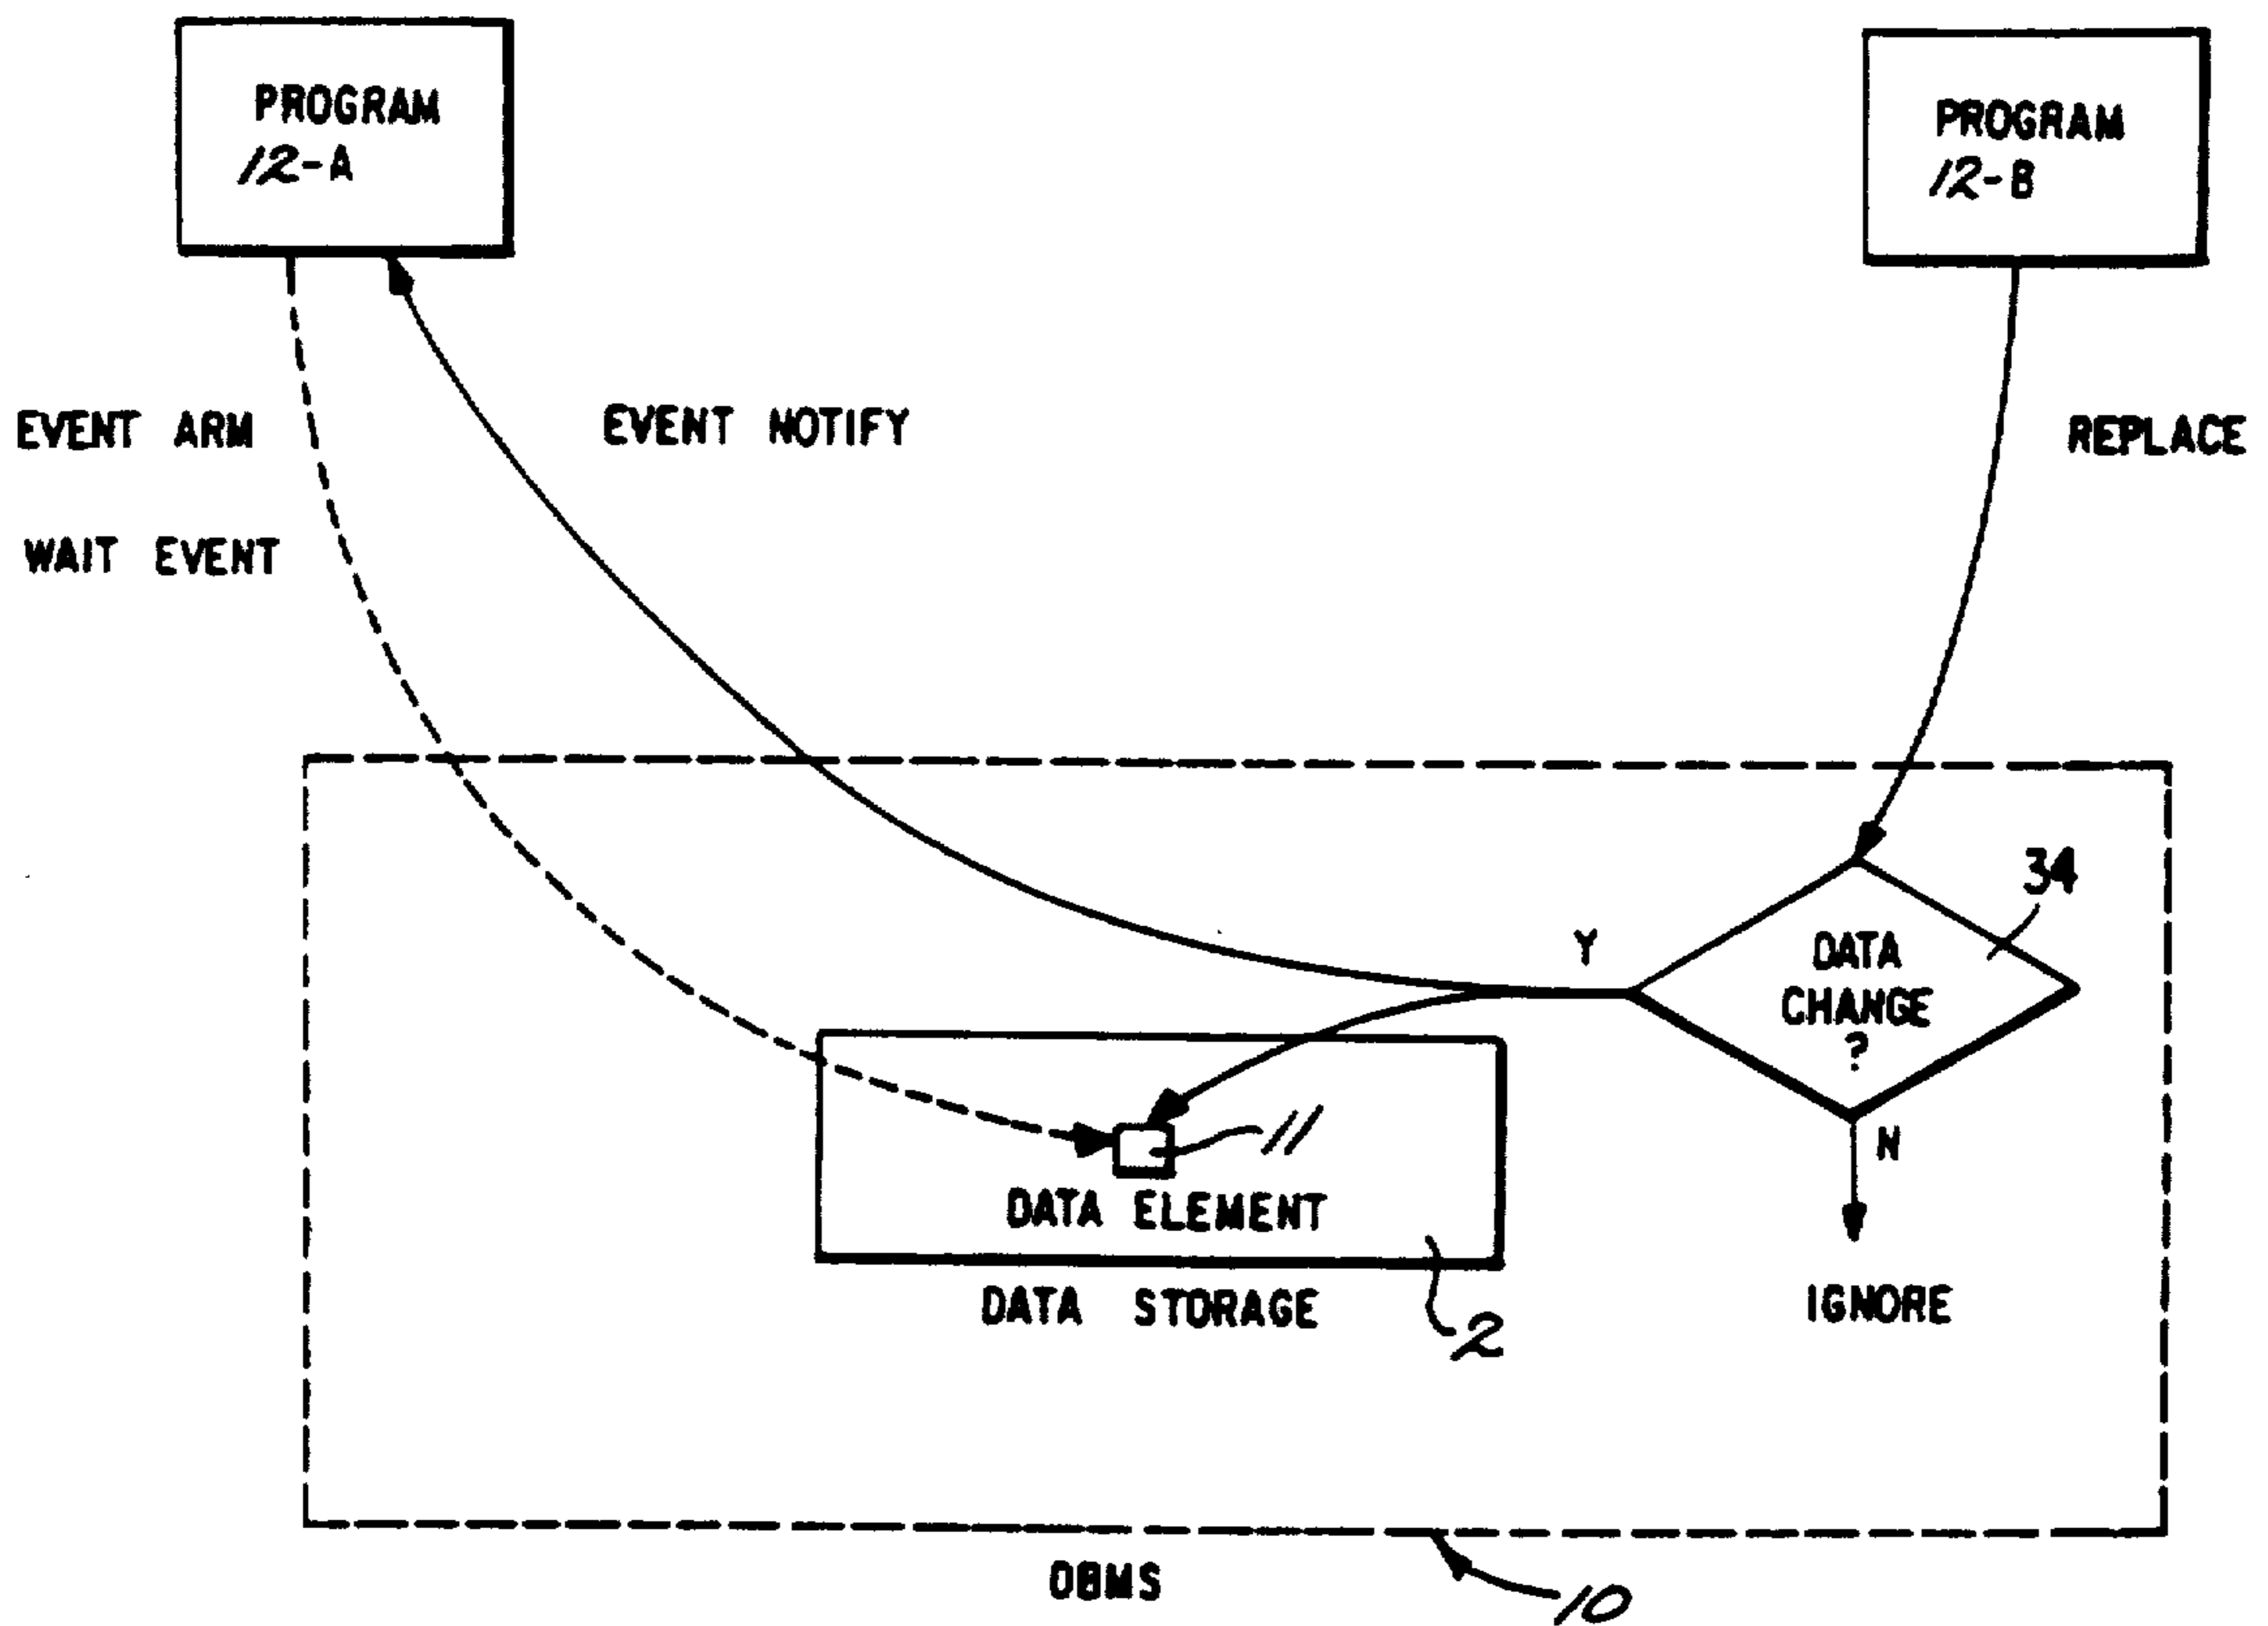 PROGRAM
12-A
PROGRAM
12-B
EVENT ARM
EVENT NOTIFY
REPLACE
WAIT EVENT
34
Y
DATA
CHANGE
?
11
N
DATA ELEMENT
DATA STORAGE
2
IGNORE
DBMS
10